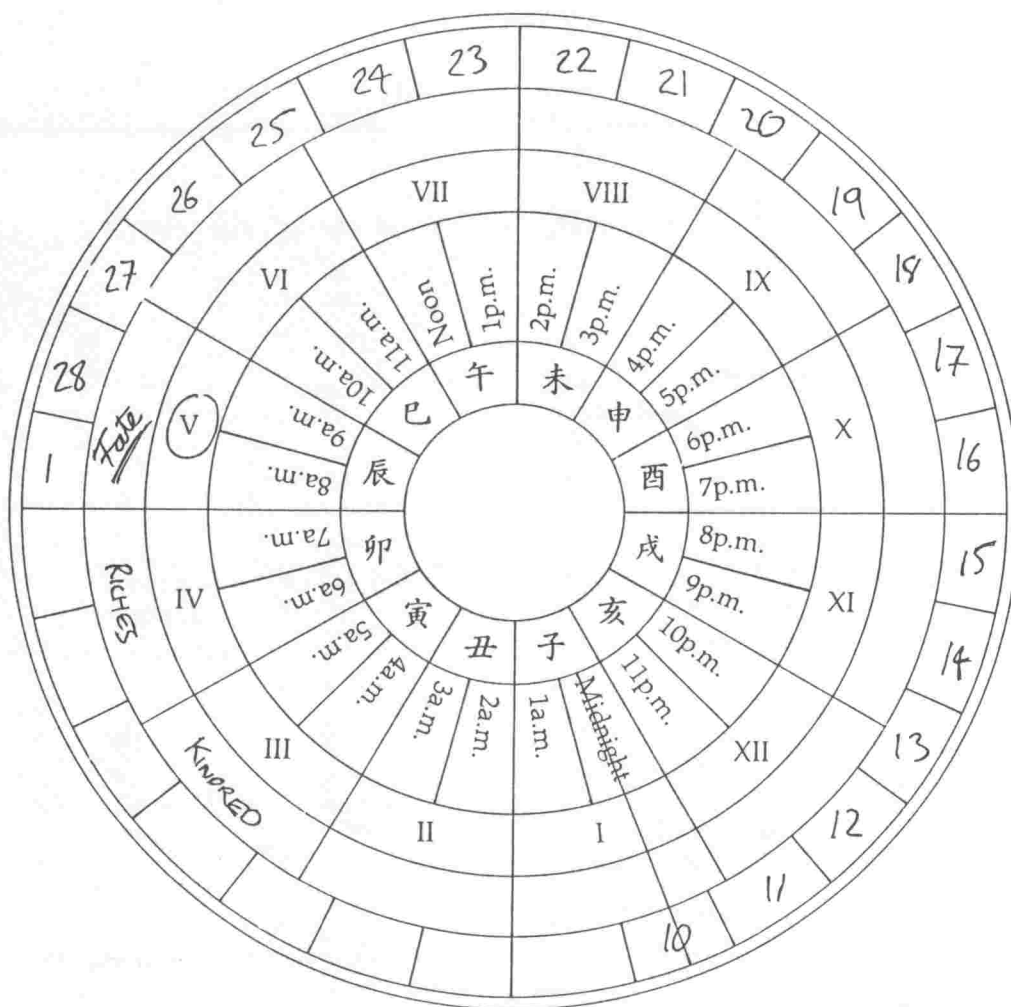 22
21
20
19
18
17
16
15
14
13
12
11
10
1
28
27
26
25
24
23
Fate
RICHES
KINDRED
VIII
IX
X
XI
XII
I
II
III
IV
V
VI
VII
2p.m.
3p.m.
4p.m.
5p.m.
6p.m.
7p.m.
8p.m.
9p.m.
10p.m.
11p.m.
Midnight
1a.m.
2a.m.
3a.m.
4a.m.
5a.m.
6a.m.
7a.m.
8a.m.
9a.m.
10a.m.
11a.m.
Noon
1p.m.
未
申
酉
戌
亥
子
丑
寅
卯
辰
巳
午